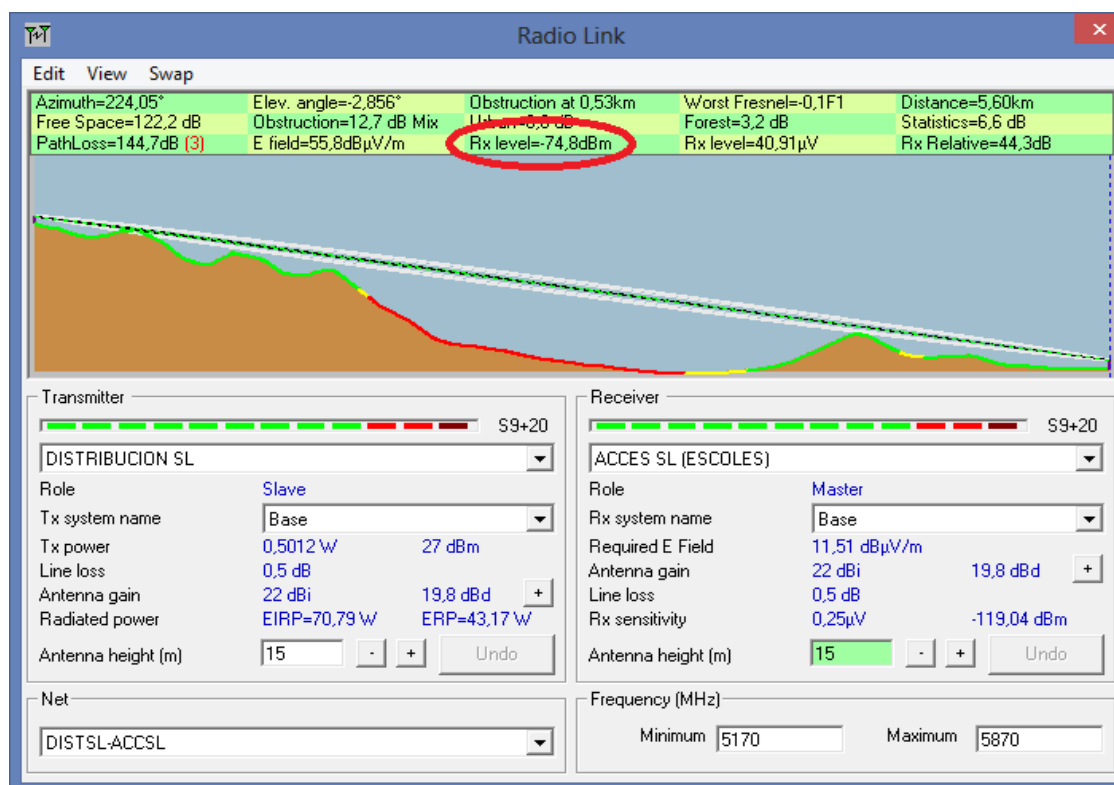 Radio Link
Edit View Swap
Azimuth=224,05° Elev. angle=-2,856° Obstruction at 0,53km Worst Fresnel=-0,1F1 Distance=5,60km
Free Space=122,2 dB Obstruction=12,7 dB Mix dB Forest=3,2 dB Statistics=6,6 dB
PathLoss=144,7dB (3) E field=55,8dBµV/m Rx level=-74,8dBm Rx level=40,91µV Rx Relative=44,3dB
Transmitter
S9+20
DISTRIBUCION SL
Role Slave
Tx system name Base
Tx power 0,5012 W 27 dBm
Line loss 0,5 dB
Antenna gain 22 dBi 19,8 dBd +
Radiated power EIRP=70,79 W ERP=43,17 W
Antenna height (m) 15 - + Undo
Net
DISTSL-ACCSL
Receiver
S9+20
ACCES SL (ESCOLES)
Role Master
Rx system name Base
Required E Field 11,51 dBµV/m
Antenna gain 22 dBi 19,8 dBd +
Line loss 0,5 dB
Rx sensitivity 0,25µV -119,04 dBm
Antenna height (m) 15 - + Undo
Frequency (MHz)
Minimum 5170 Maximum 5870